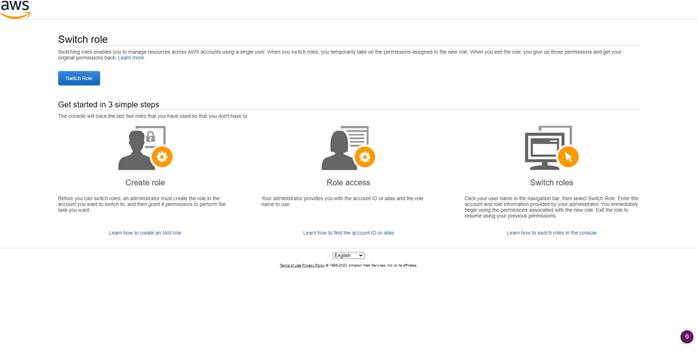 aws
Switch role
Switching roles enables you to manage resources across AWS accounts using a single user. When you switch roles, you temporarily take on the permissions assigned to the new role. When you exit the role, you give up those permissions and get your
original permissions back. Learn more.
Switch Role
Get started in 3 simple steps
The console will track the last five roles that you have used so that you don't have to.
Create role
Before you can switch roles, an administrator must create the role in
the account you want to switch to, and then grant it permissions to perform the
task you want.
Learn how to create an IAM role
Role access
Your administrator provides you with the account ID or alias and the role
name to use.
Learn how to find the account ID or alias
Switch roles
Click your user name in the navigation bar, then select Switch Role. Enter the
account and role information provided by your administrator. You immediately
begin using the permissions associated with the new role. Exit the role to
resume using your previous permissions.
Learn how to switch roles in the console
English
Terms of Use Privacy Policy © 1996-2020, Amazon Web Services, Inc. or its affiliates.